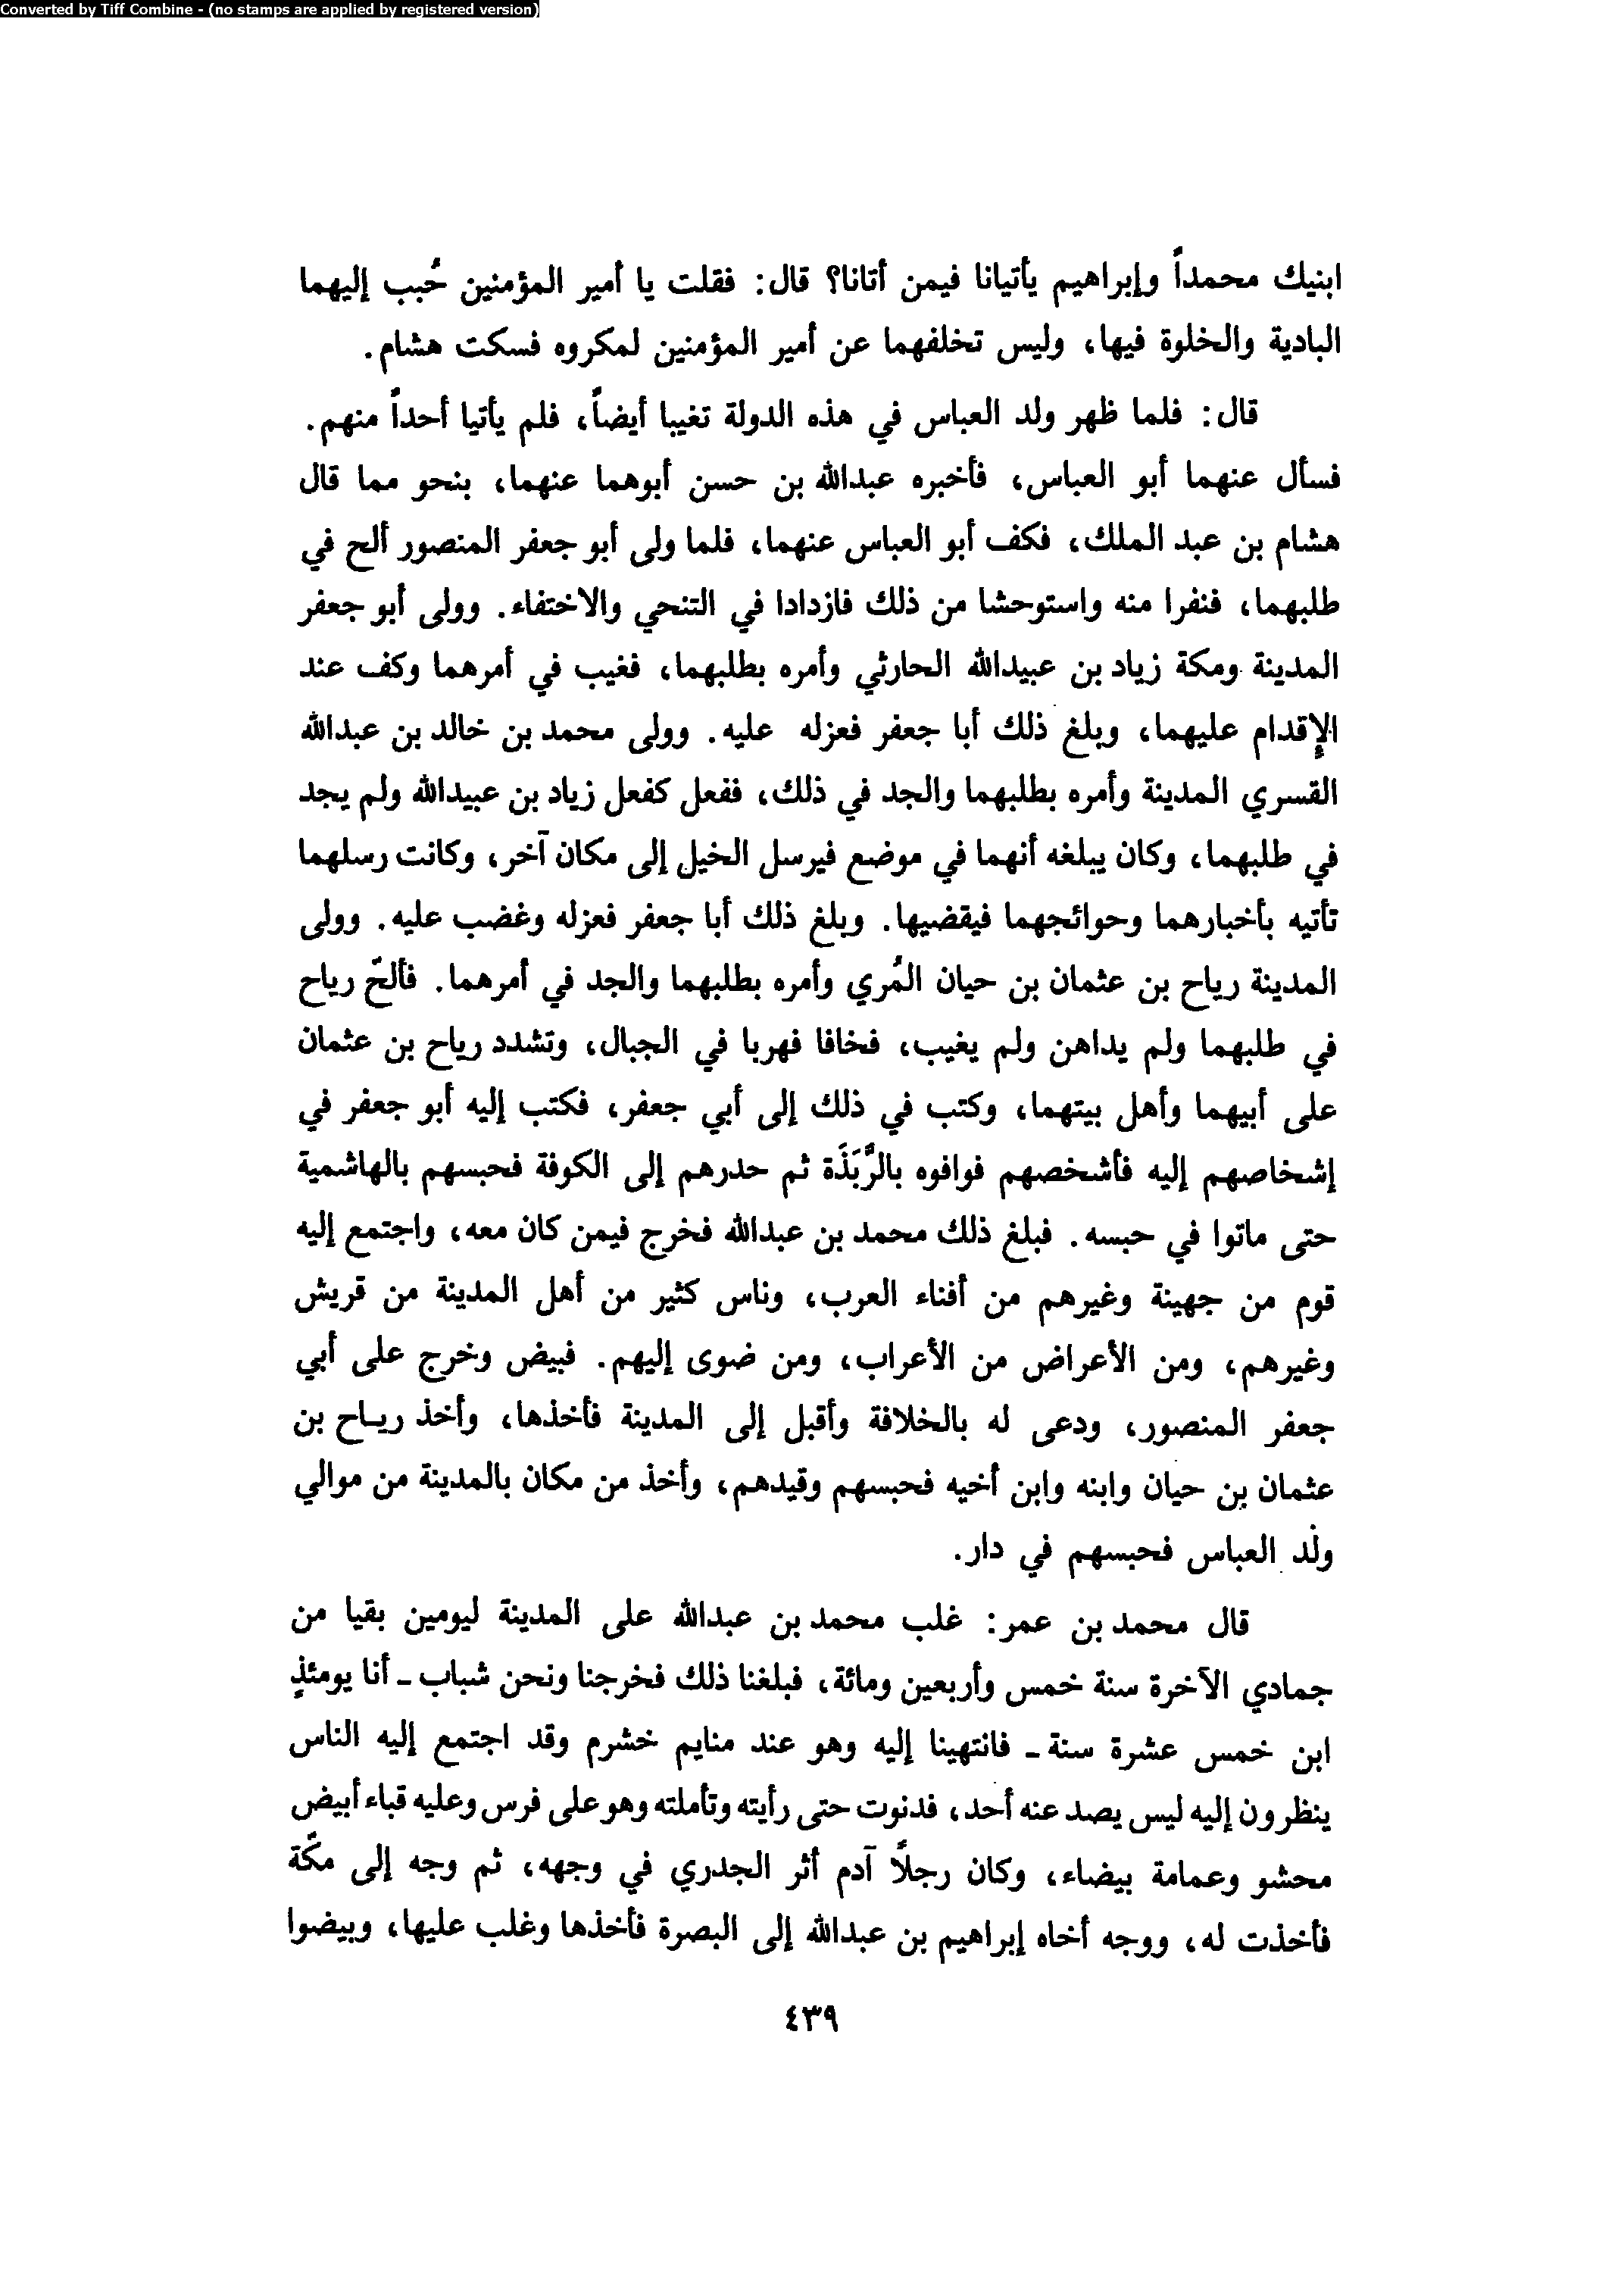 Converted by Tiff Combine - (no stamps are applied by registered version)
ابنيك محمداً وإبراهيم يأتيانا فيمن أتانا؟ قال: فقلت يا أمير المؤمنين حُبب إليهما
البادية والخلوة فيها، وليس تخلفهما عن أمير المؤمنين لمكروه فسكت هشام.
قال: فلما ظهر ولد العباس في هذه الدولة تغيبا أيضاً، فلم يأتيا أحداً منهم.
فسأل عنهما أبو العباس، فأخبره عبدالله بن حسن أبوهما عنهما، بنحو مما قال
هشام بن عبد الملك، فكف أبو العباس عنهما، فلما ولى أبو جعفر المنصور ألح في
طلبهما، فنفرا منه واستوحشا من ذلك فازدادا في التنحي والاختفاء. وولى أبو جعفر
المدينة ومكة زياد بن عبيدالله الحارثي وأمره بطلبهما، فغيب في أمرهما وكف عند
الإقدام عليهما، وبلغ ذلك أبا جعفر فعزله عليه. وولى محمد بن خالد بن عبدالله
القسري المدينة وأمره بطلبهما والجد في ذلك، ففعل كفعل زياد بن عبيدالله ولم يجد
في طلبهما، وكان يبلغه أنهما في موضع فيرسل الخيل إلى مكان آخر، وكانت رسلهما
تأتيه بأخبارهما وحوائجهما فيقضيها. وبلغ ذلك أبا جعفر فعزله وغضب عليه. وولى
المدينة رياح بن عثمان بن حيان المُري وأمره بطلبهما والجد في أمرهما. فألحّ رياح
في طلبهما ولم يداهن ولم يغيب، فخافا فهربا في الجبال، وتشدد رياح بن عثمان
على أبيهما وأهل بيتهما، وكتب في ذلك إلى أبي جعفر، فكتب إليه أبو جعفر في
إشخاصهم إليه فأشخصهم فوافوه بالرَّبَذَة ثم حدرهم إلى الكوفة فحبسهم بالهاشمية
حتى ماتوا في حبسه. فبلغ ذلك محمد بن عبدالله فخرج فيمن كان معه، واجتمع إليه
قوم من جهينة وغيرهم من أفناء العرب، وناس كثير من أهل المدينة من قريش
وغيرهم، ومن الأعراض من الأعراب، ومن ضوى إليهم. فبيض وخرج على أبي
جعفر المنصور، ودعى له بالخلافة وأقبل إلى المدينة فأخذها، وأخذ رياح بن
عثمان بن حيان وابنه وابن أخيه فحبسهم وقيدهم، وأخذ من مكان بالمدينة من موالي
ولد العباس فحبسهم في دار.
قال محمد بن عمر: غلب محمد بن عبدالله على المدينة ليومين بقيا من
جمادي الآخرة سنة خمس وأربعين ومائة، فبلغنا ذلك فخرجنا ونحن شباب ـ أنا يومئذٍ
ابن خمس عشرة سنة ـ فانتهينا إليه وهو عند منايم خشرم وقد اجتمع إليه الناس
ينظرون إليه ليس يصد عنه أحد، فدنوت حتى رأيته وتأملته وهو على فرس وعليه قباء أبيض
محشو وعمامة بيضاء، وكان رجلاً آدم أثر الجدري في وجهه، ثم وجه إلى مكّة
فأخذت له، ووجه أخاه إبراهيم بن عبدالله إلى البصرة فأخذها وغلب عليها، وبيضوا
٤٣٩